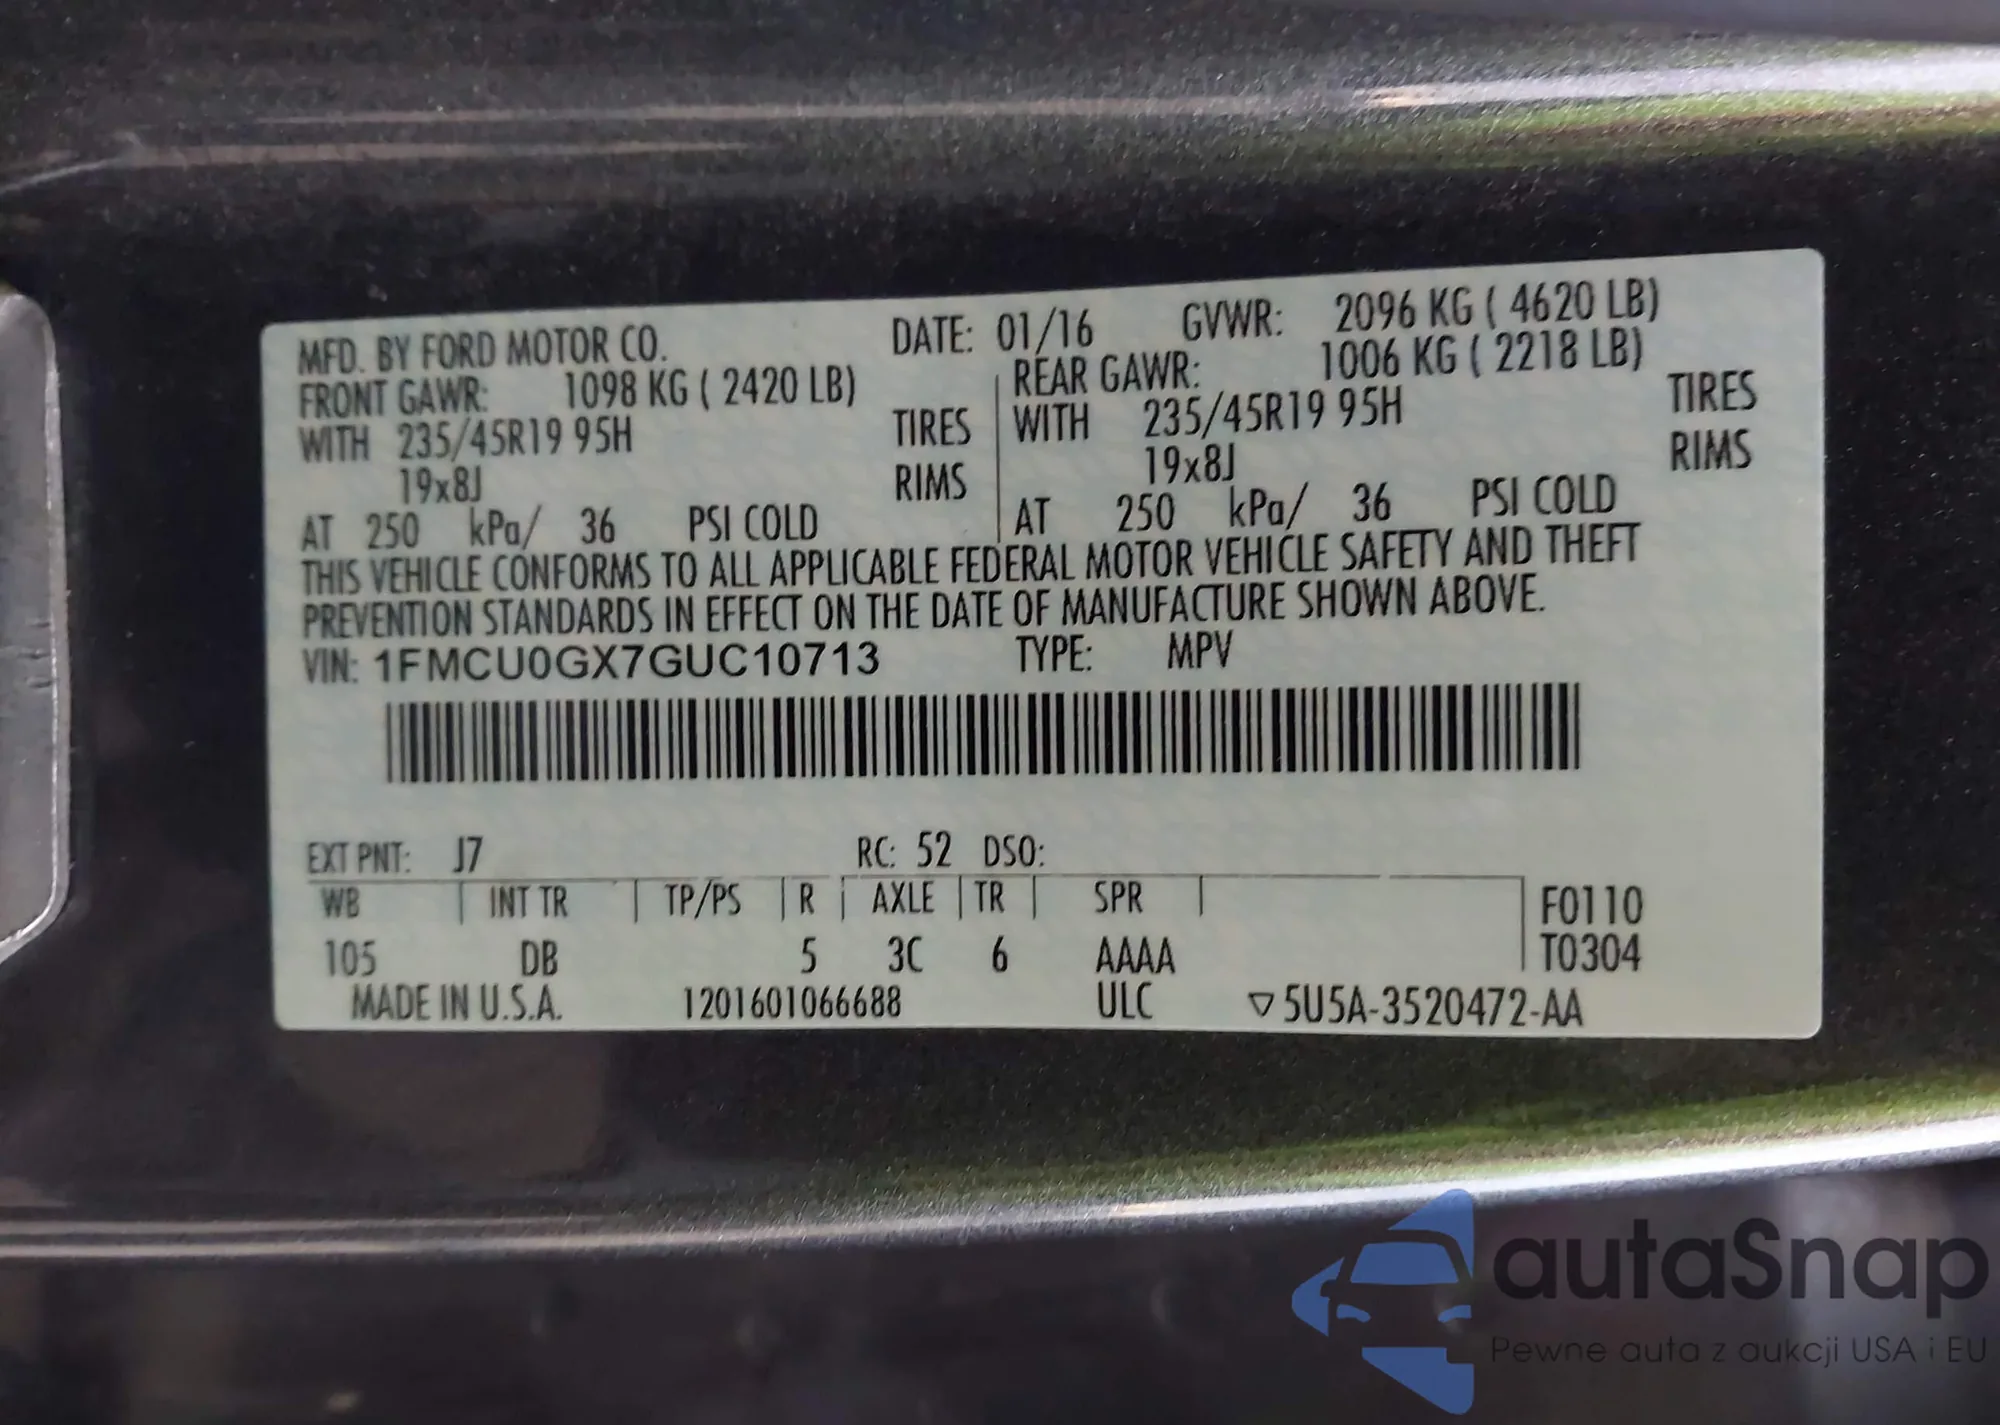 MFD. BY FORD MOTOR CO. DATE: 01/16 GVWR: 2096 KG ( 4620 LB)
FRONT GAWR: 1098 KG ( 2420 LB) REAR GAWR: 1006 KG ( 2218 LB)
WITH 235/45R19 95H TIRES WITH 235/45R19 95H TIRES
19x8J RIMS 19x8J RIMS
AT 250 kPa/ 36 PSI COLD AT 250 kPa/ 36 PSI COLD
THIS VEHICLE CONFORMS TO ALL APPLICABLE FEDERAL MOTOR VEHICLE SAFETY AND THEFT
PREVENTION STANDARDS IN EFFECT ON THE DATE OF MANUFACTURE SHOWN ABOVE.
VIN: 1FMCU0GX7GUC10713 TYPE: MPV
EXT PNT: J7 RC: 52 DSO:
WB INT TR TP/PS R AXLE TR SPR F0110
105 DB 5 3C 6 AAAA T0304
MADE IN U.S.A. 1201601066688 ULC ▽5U5A-3520472-AA
autaSnap
Pewne auta z aukcji USA i EU